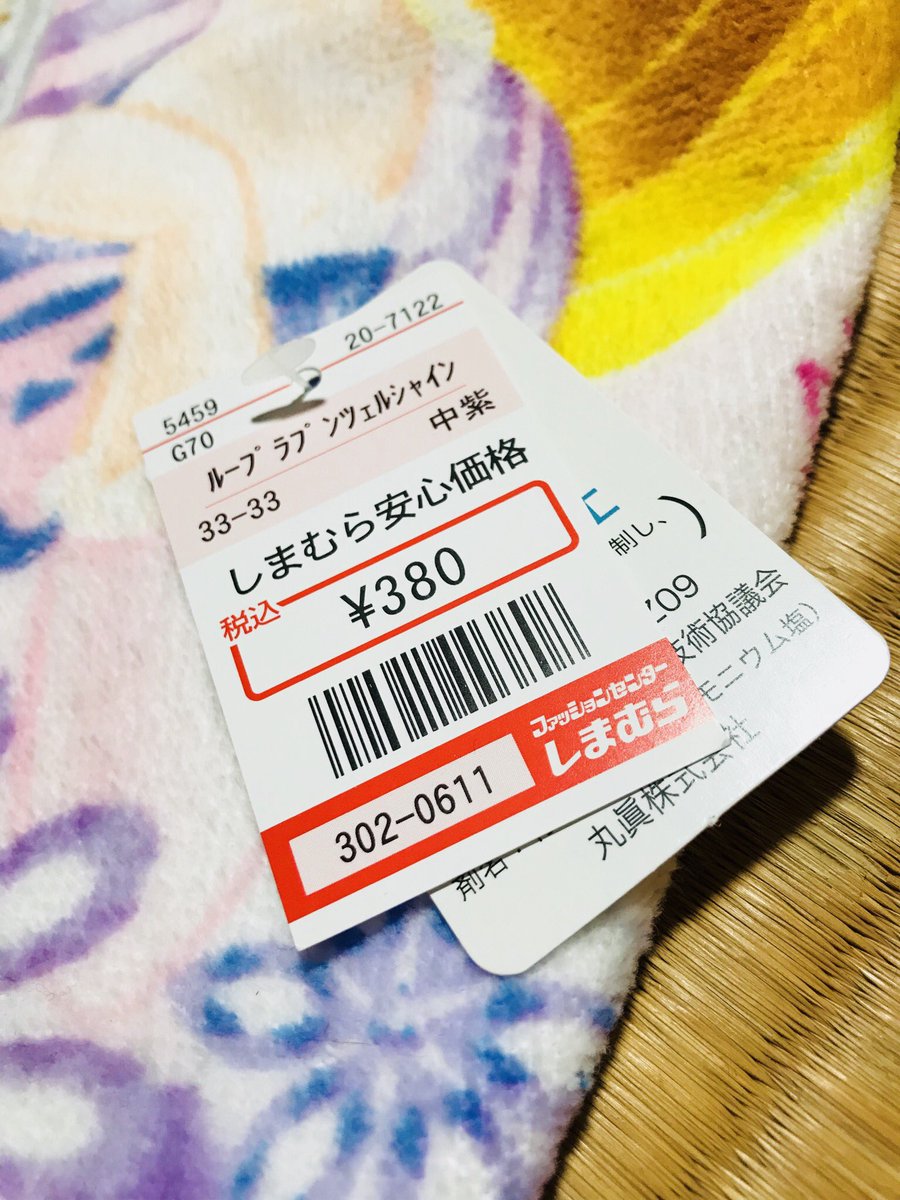 20-7122
5459
G70
ループ ラプンツェルシャイン
33-33
中紫
しまむら安心価格
税込
¥380
ファッションセンター
しまむら
302-0611
制し、)
'09
技術協議会
モニウム塩)
剤名:
丸眞株式会社